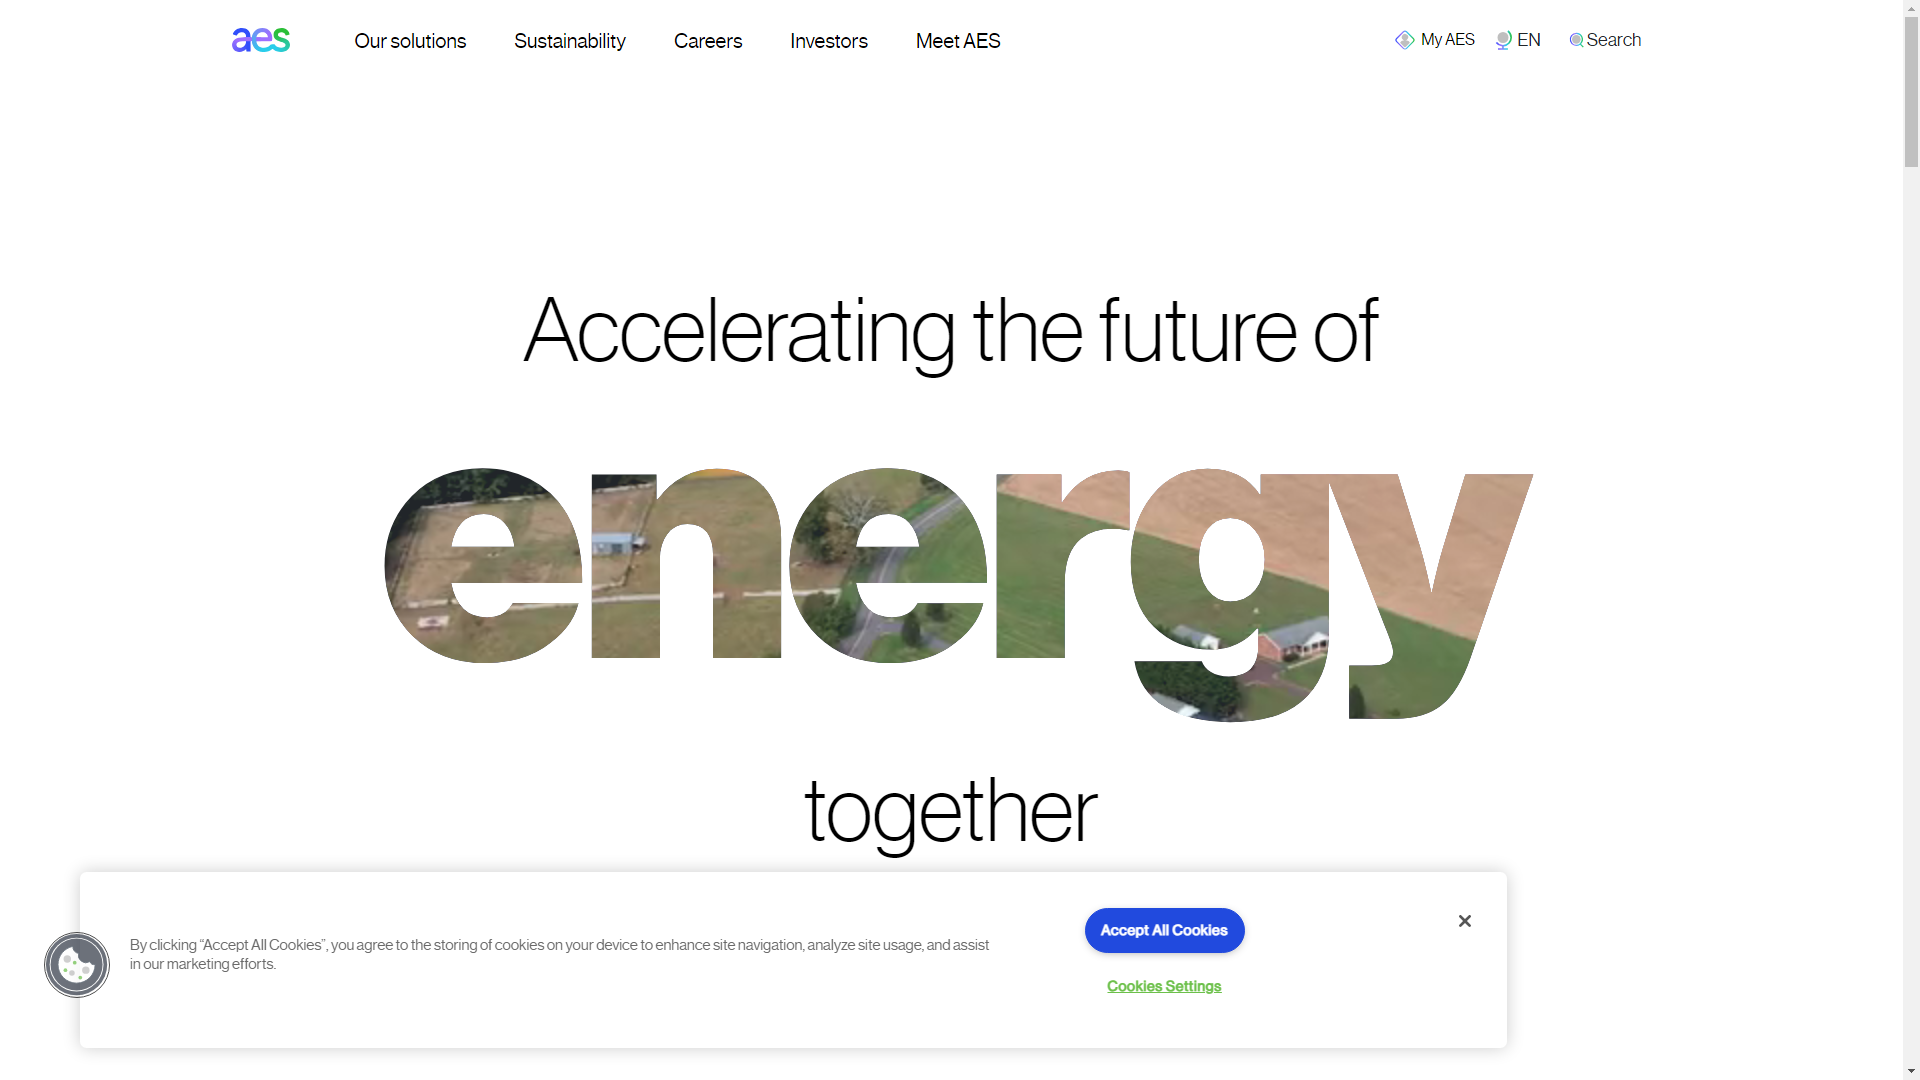 aes
Our solutions
Sustainability
Careers
Investors
Meet AES
My AES
EN
Search
Accelerating the future of
energy
together
By clicking “Accept All Cookies”, you agree to the storing of cookies on your device to enhance site navigation, analyze site usage, and assist
in our marketing efforts.
Accept All Cookies
Cookies Settings